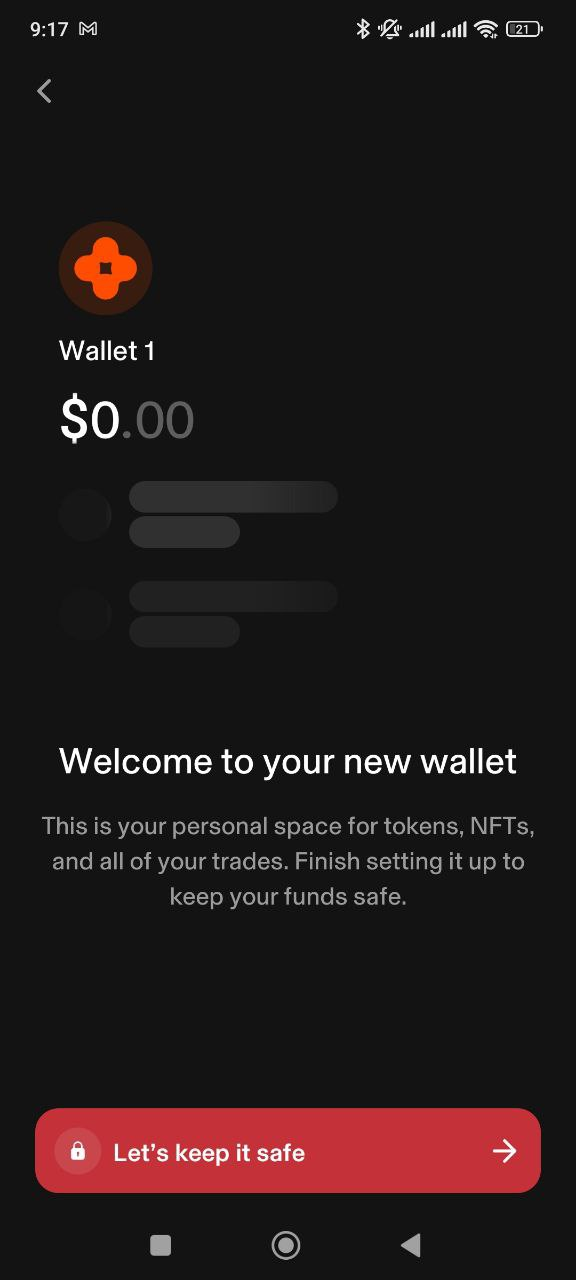 9:17
21
Wallet 1
$0.00
Welcome to your new wallet
This is your personal space for tokens, NFTs,
and all of your trades. Finish setting it up to
keep your funds safe.
Let’s keep it safe